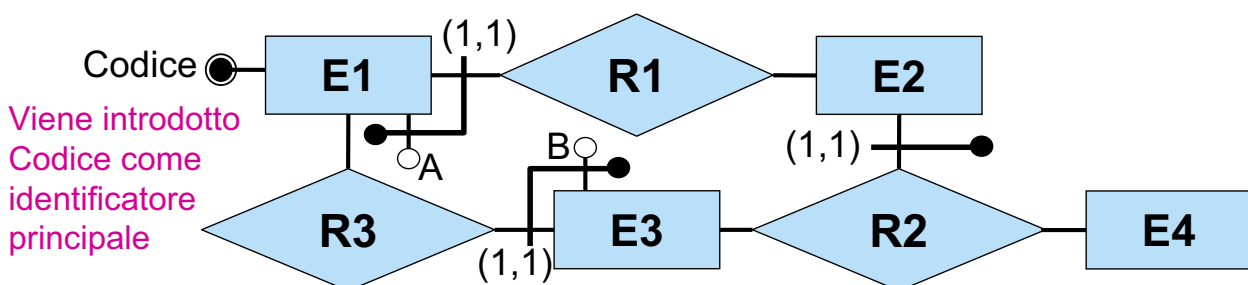 (1,1)
Codice
E1
R1
E2
Viene introdotto
Codice come
identificatore
principale
A
B
(1,1)
R3
(1,1)
E3
R2
E4